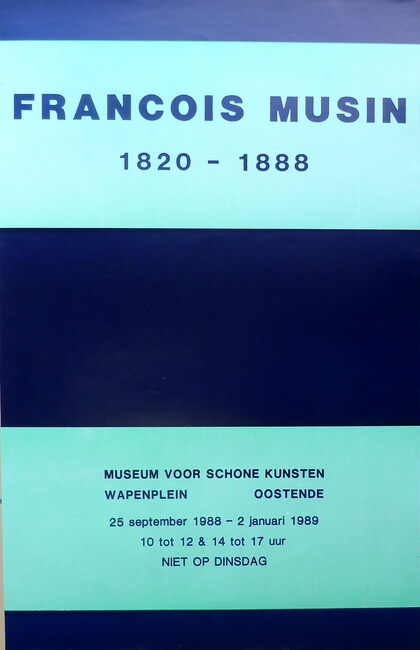 FRANCOIS MUSIN
1820 - 1888
MUSEUM VOOR SCHONE KUNSTEN
WAPENPLEIN OOSTENDE
25 september 1988 – 2 januari 1989
10 tot 12 & 14 tot 17 uur
NIET OP DINSDAG